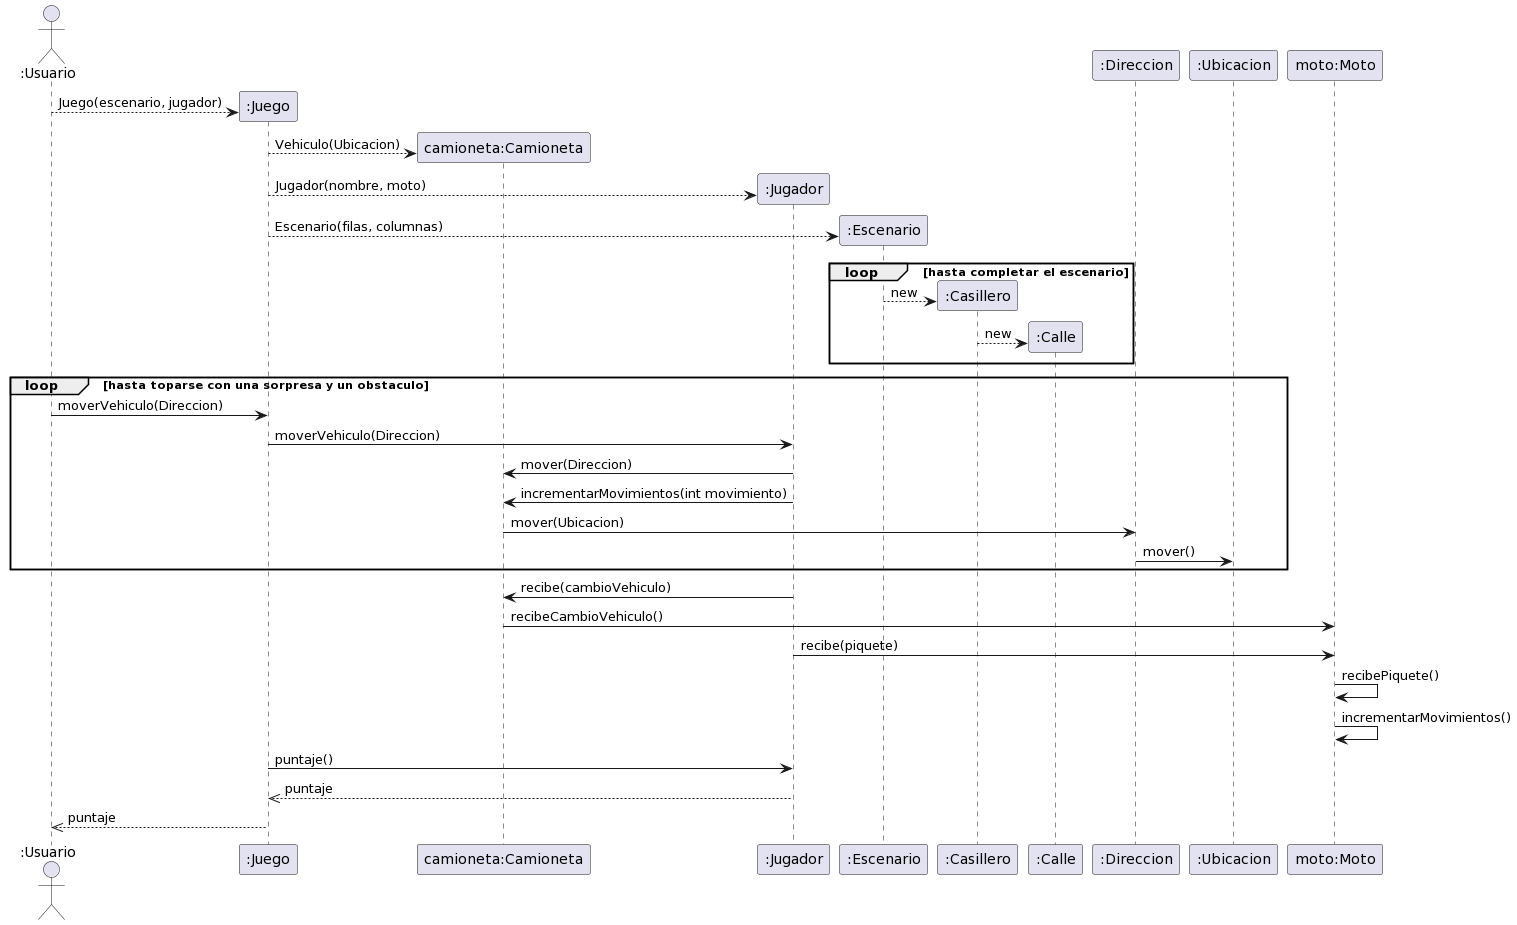 :Usuario
:Direccion
:Ubicacion
moto:Moto
Juego(escenario, jugador)
:Juego
Vehiculo(Ubicacion)
camioneta:Camioneta
Jugador(nombre, moto)
:Jugador
Escenario(filas, columnas)
:Escenario
loop [hasta completar el escenario]
new
:Casillero
new
:Calle
loop [hasta toparse con una sorpresa y un obstaculo]
moverVehiculo(Direccion)
moverVehiculo(Direccion)
mover(Direccion)
incrementarMovimientos(int movimiento)
mover(Ubicacion)
mover()
recibe(cambioVehiculo)
recibeCambioVehiculo()
recibe(piquete)
recibePiquete()
incrementarMovimientos()
puntaje()
puntaje
puntaje
:Usuario
:Juego
camioneta:Camioneta
:Jugador
:Escenario
:Casillero
:Calle
:Direccion
:Ubicacion
moto:Moto